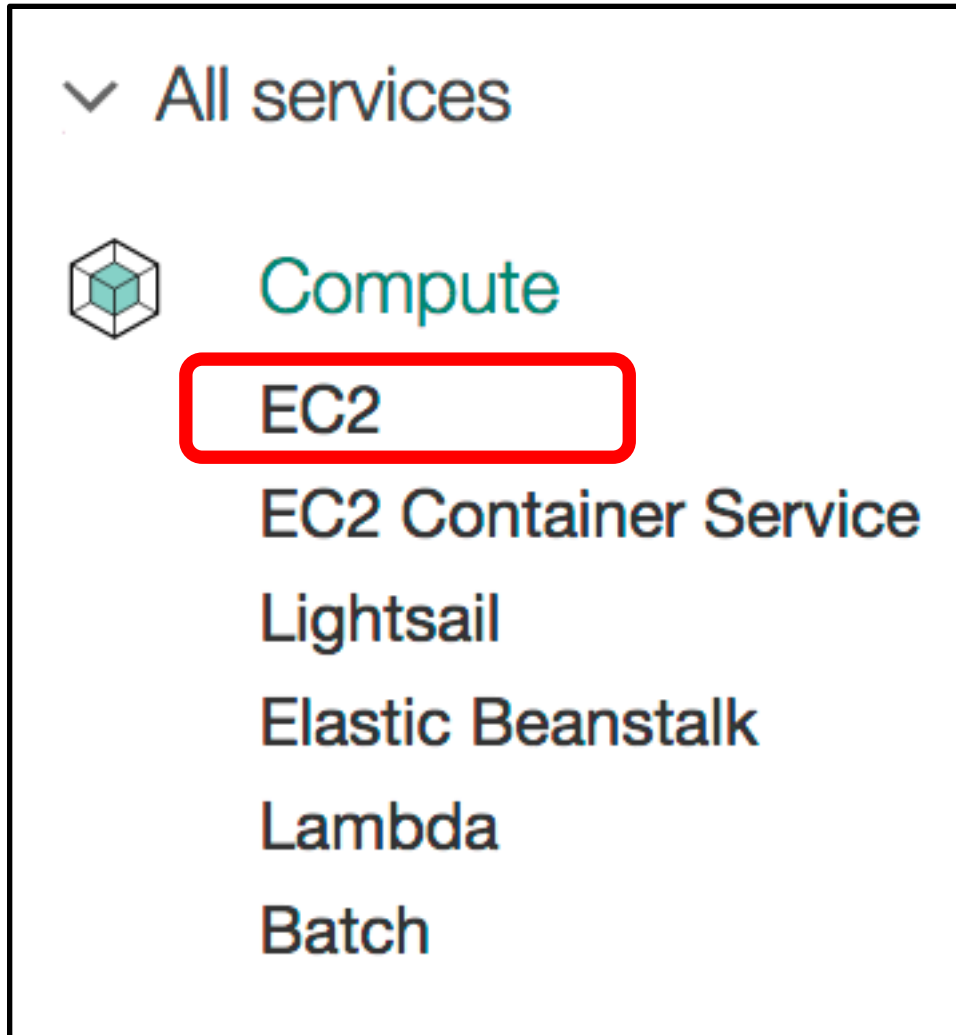 All services
Compute
EC2
EC2 Container Service
Lightsail
Elastic Beanstalk
Lambda
Batch